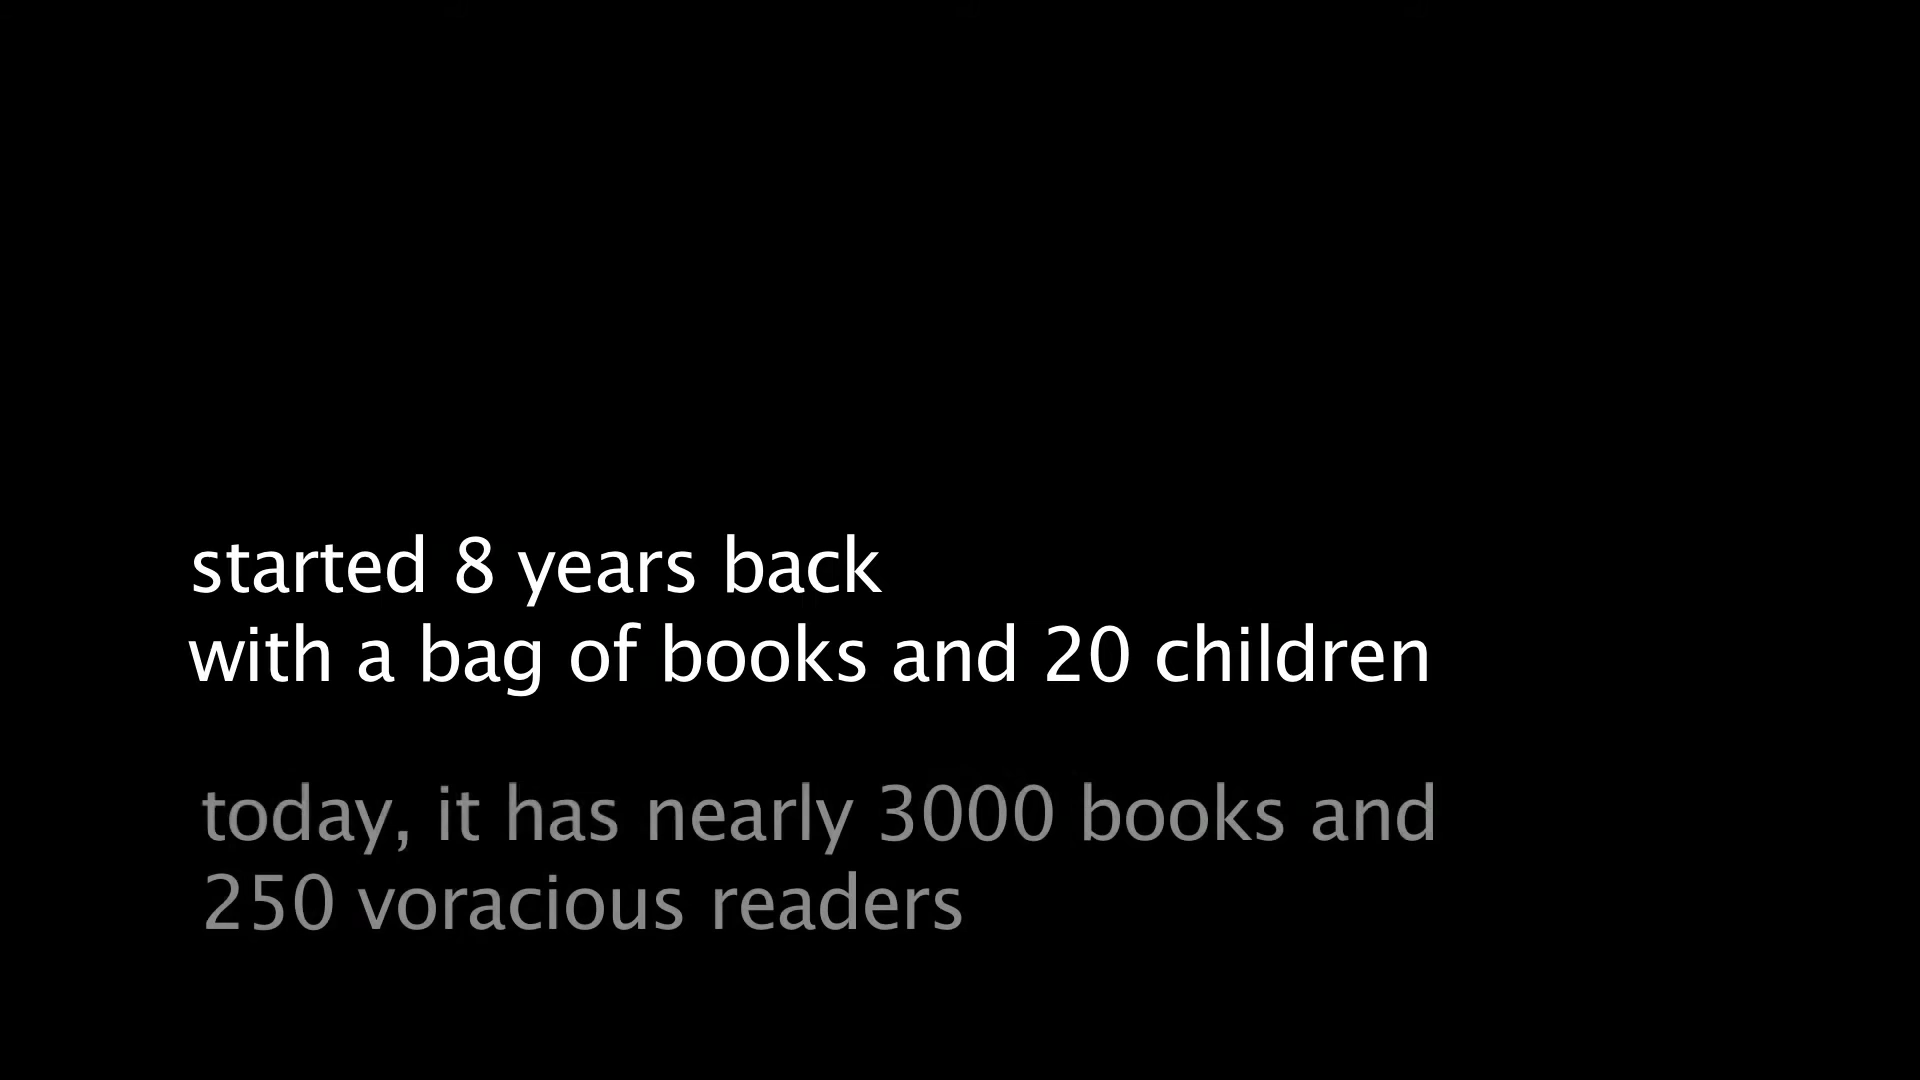 started 8 years back
with a bag of books and 20 children
today, it has nearly 3000 books and
250 voracious readers